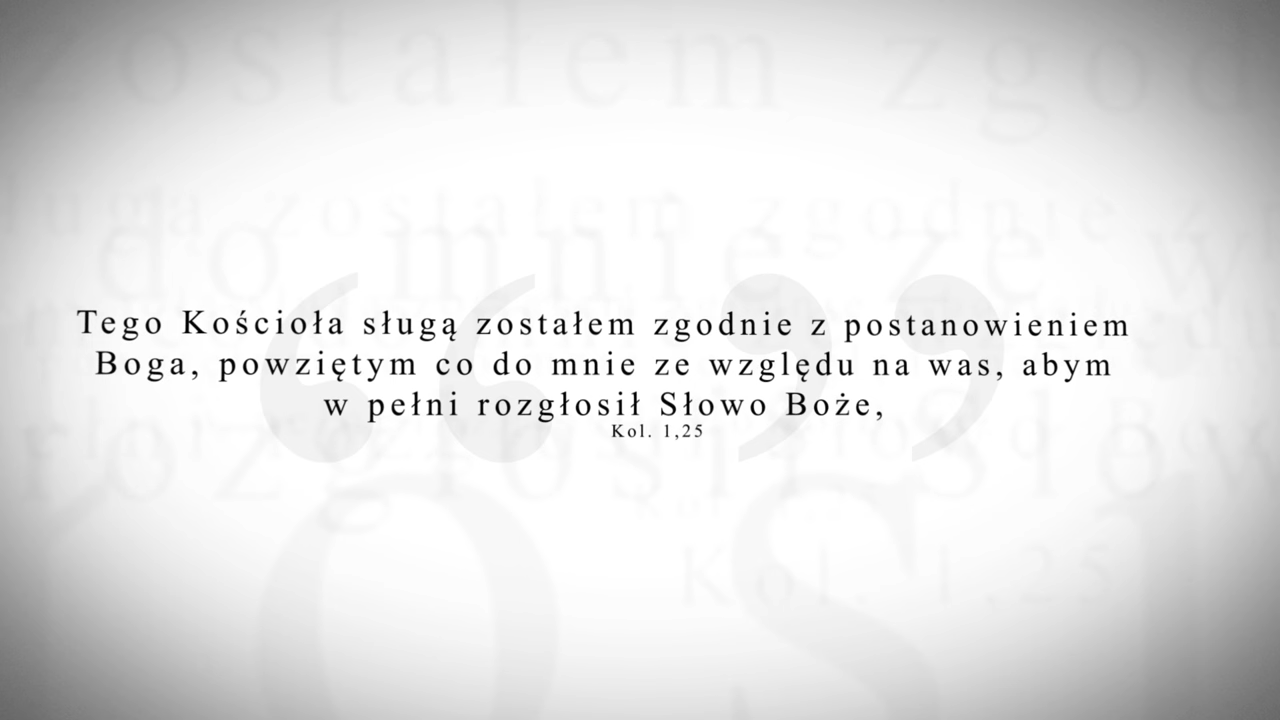 Tego Kościoła sługą zostałem zgodnie z postanowieniem
Boga, powziętym co do mnie ze względu na was, abym
w pełni rozgłosił Słowo Boże,
Kol. 1,25